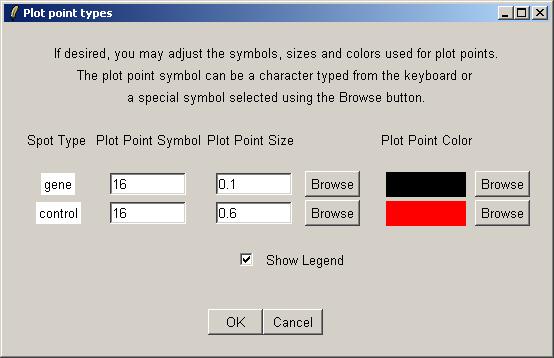 Plot point types
If desired, you may adjust the symbols, sizes and colors used for plot points.
The plot point symbol can be a character typed from the keyboard or
a special symbol selected using the Browse button.
Spot Type Plot Point Symbol Plot Point Size Plot Point Color
gene 16 0.1 Browse Browse
control 16 0.6 Browse Browse
Show Legend
OK Cancel